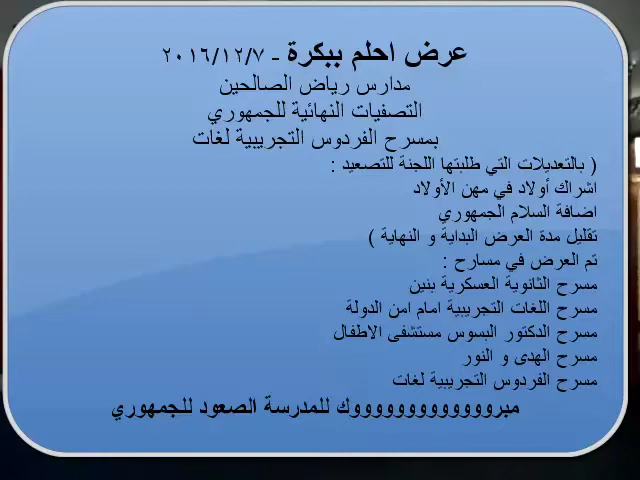 عرض احلم ببكرة - ٢٠١٦/١٢/٧
مدارس رياض الصالحين
التصفيات النهائية للجمهوري
بمسرح الفردوس التجريبية لغات
( بالتعديلات التي طلبتها اللجنة للتصعيد :
اشراك أولاد في مهن الأولاد
اضافة السلام الجمهوري
تقليل مدة العرض البداية و النهاية )
تم العرض في مسارح :
مسرح الثانوية العسكرية بنين
مسرح اللغات التجريبية امام امن الدولة
مسرح الدكتور البسوس مستشفى الاطفال
مسرح الهدى و النور
مسرح الفردوس التجريبية لغات
مبروووووووووووووك للمدرسة الصعود للجمهوري